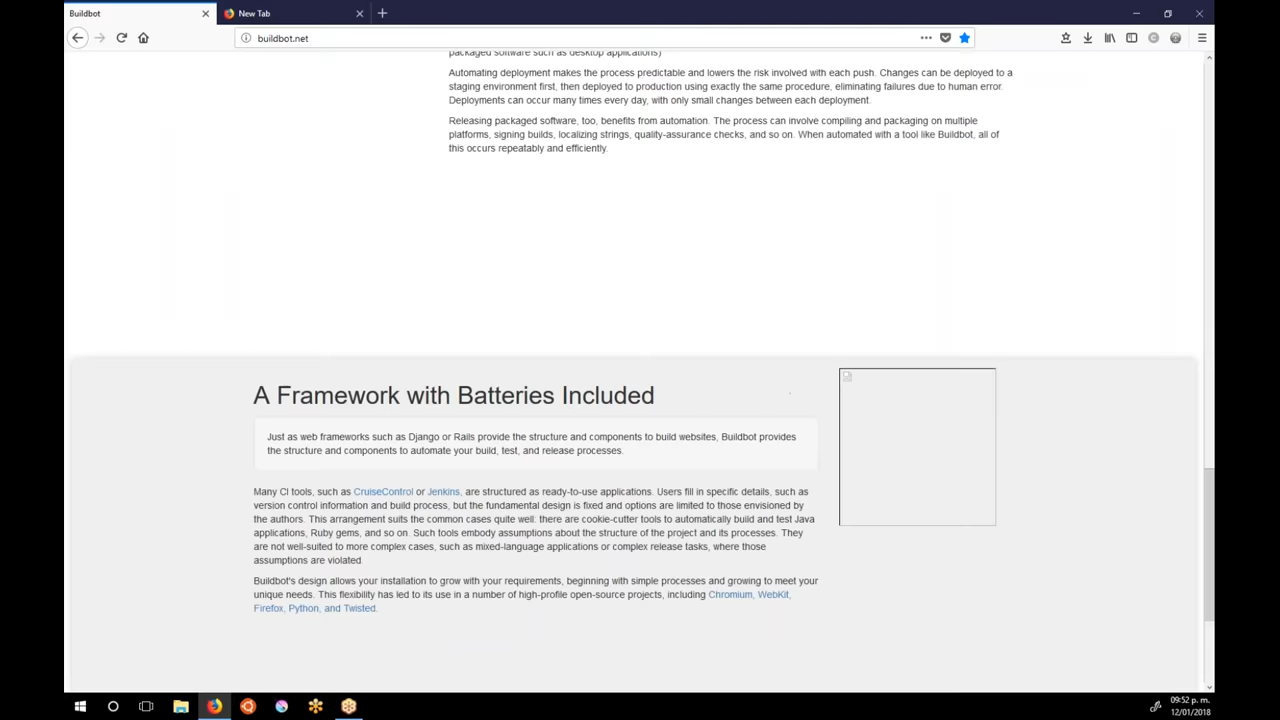 Buildbot
New Tab
buildbot.net
packaged software such as desktop applications)
Automating deployment makes the process predictable and lowers the risk involved with each push. Changes can be deployed to a
staging environment first, then deployed to production using exactly the same procedure, eliminating failures due to human error.
Deployments can occur many times every day, with only small changes between each deployment.
Releasing packaged software, too, benefits from automation. The process can involve compiling and packaging on multiple
platforms, signing builds, localizing strings, quality-assurance checks, and so on. When automated with a tool like Buildbot, all of
this occurs repeatably and efficiently.
A Framework with Batteries Included
Just as web frameworks such as Django or Rails provide the structure and components to build websites, Buildbot provides
the structure and components to automate your build, test, and release processes.
Many CI tools, such as CruiseControl or Jenkins, are structured as ready-to-use applications. Users fill in specific details, such as
version control information and build process, but the fundamental design is fixed and options are limited to those envisioned by
the authors. This arrangement suits the common cases quite well: there are cookie-cutter tools to automatically build and test Java
applications, Ruby gems, and so on. Such tools embody assumptions about the structure of the project and its processes. They
are not well-suited to more complex cases, such as mixed-language applications or complex release tasks, where those
assumptions are violated.
Buildbot's design allows your installation to grow with your requirements, beginning with simple processes and growing to meet your
unique needs. This flexibility has led to its use in a number of high-profile open-source projects, including Chromium, WebKit,
Firefox, Python, and Twisted.
09:52 p. m.
12/01/2018